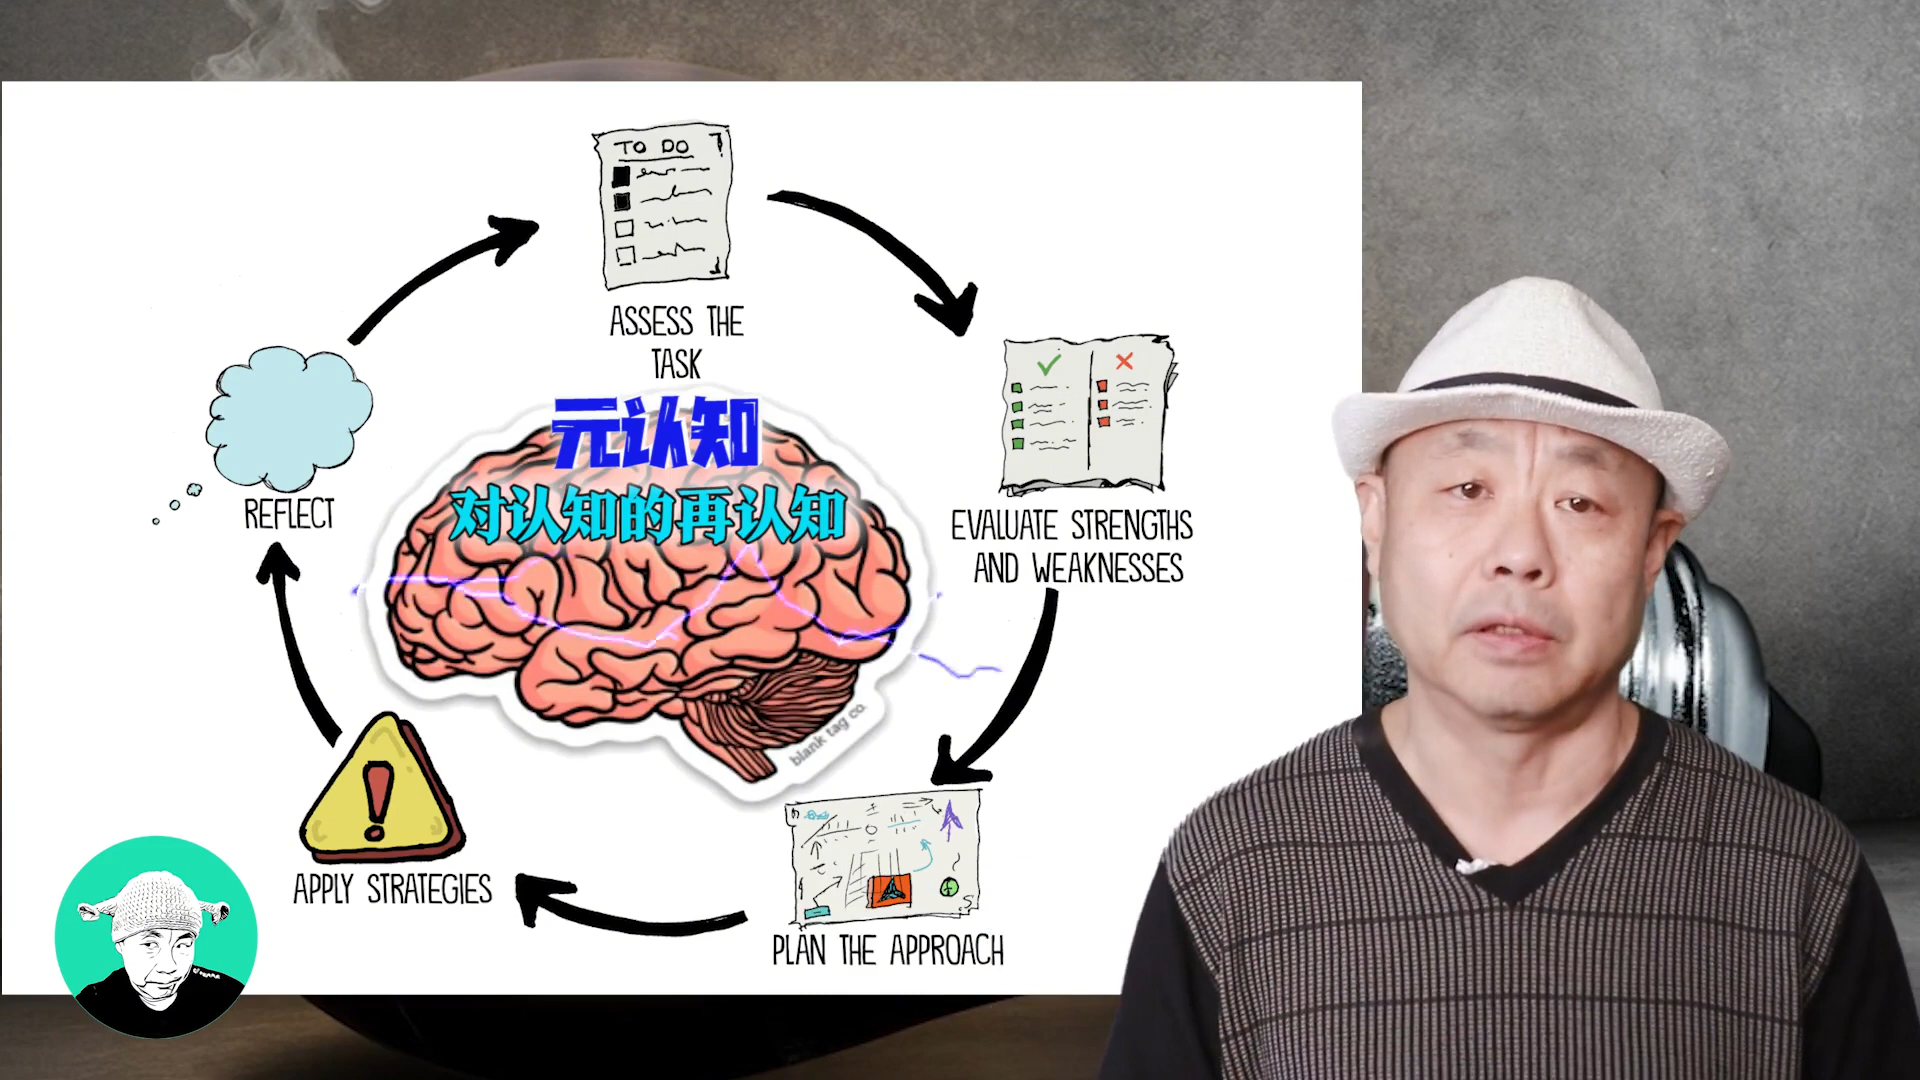 TO DO
ASSESS THE
TASK
元认知
对认知的再认知
REFLECT
EVALUATE STRENGTHS
AND WEAKNESSES
blank tag co.
APPLY STRATEGIES
PLAN THE APPROACH